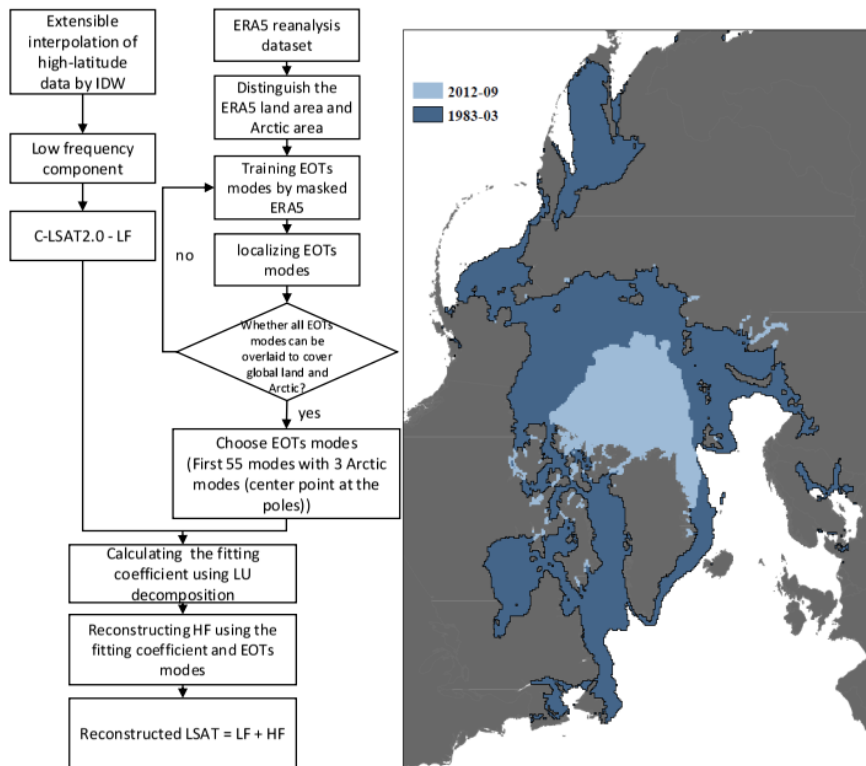 Extensible
interpolation of
high-latitude
data by IDW
Low frequency
component
C-LSAT2.0 - LF
ERA5 reanalysis
dataset
Distinguish the
ERA5 land area and
Arctic area
Training EOTs
modes by masked
ERA5
no
localizing EOTs
modes
Whether all EOTs
modes can be
overlaid to cover
global land and
Arctic?
yes
Choose EOTs modes
(First 55 modes with 3 Arctic
modes (center point at the
poles))
Calculating the fitting
coefficient using LU
decomposition
Reconstructing HF using the
fitting coefficient and EOTs
modes
Reconstructed LSAT = LF + HF
2012-09
1983-03